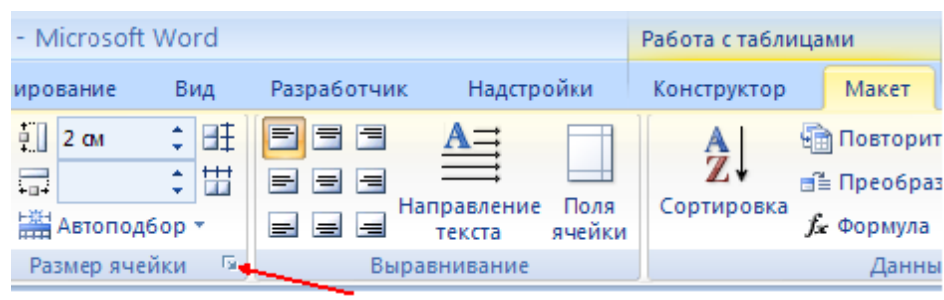 - Microsoft Word
Работа с таблицами
ирование Вид Разработчик Надстройки Конструктор Макет
2 см
Автоподбор
Размер ячейки
Направление текста
Поля ячейки
Выравнивание
A
Z
Сортировка
Повторит
Преобраз
fx Формула
Данны